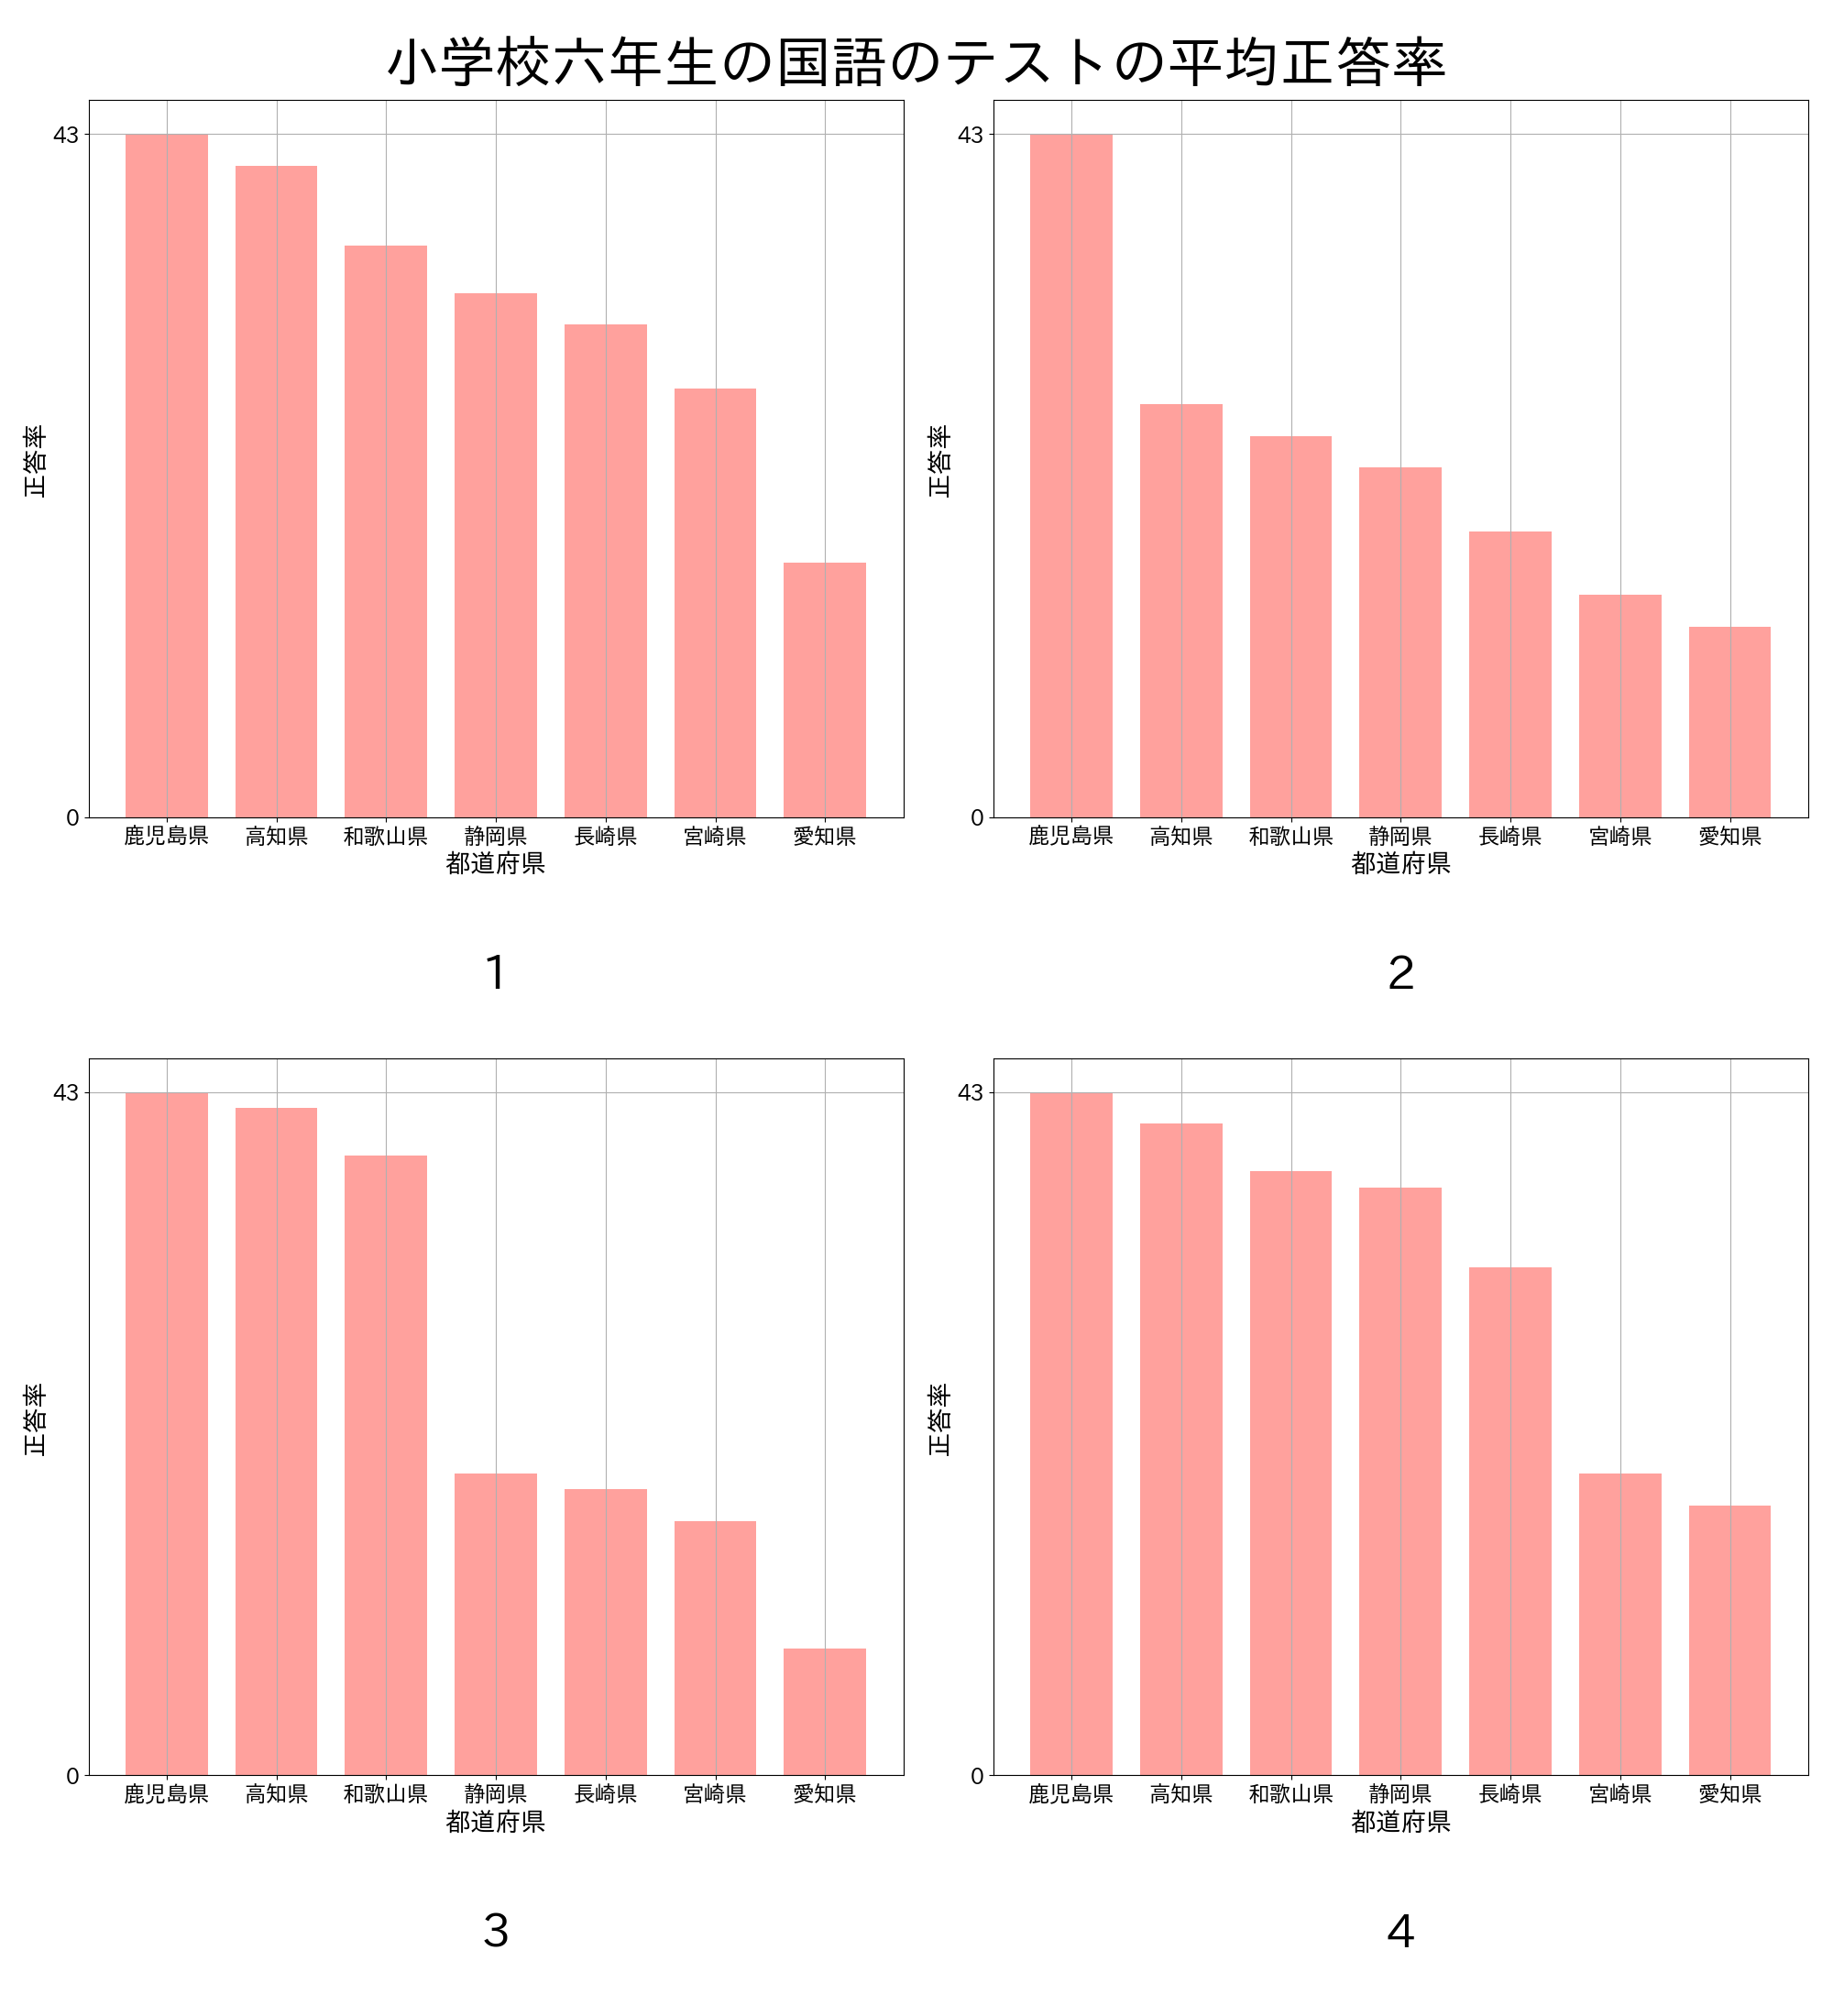 小学校六年生の国語のテストの平均正答率
43
0
正答率
鹿児島県 高知県 和歌山県 静岡県 長崎県 宮崎県 愛知県
都道府県
1
43
0
正答率
鹿児島県 高知県 和歌山県 静岡県 長崎県 宮崎県 愛知県
都道府県
2
43
0
正答率
鹿児島県 高知県 和歌山県 静岡県 長崎県 宮崎県 愛知県
都道府県
3
43
0
正答率
鹿児島県 高知県 和歌山県 静岡県 長崎県 宮崎県 愛知県
都道府県
4